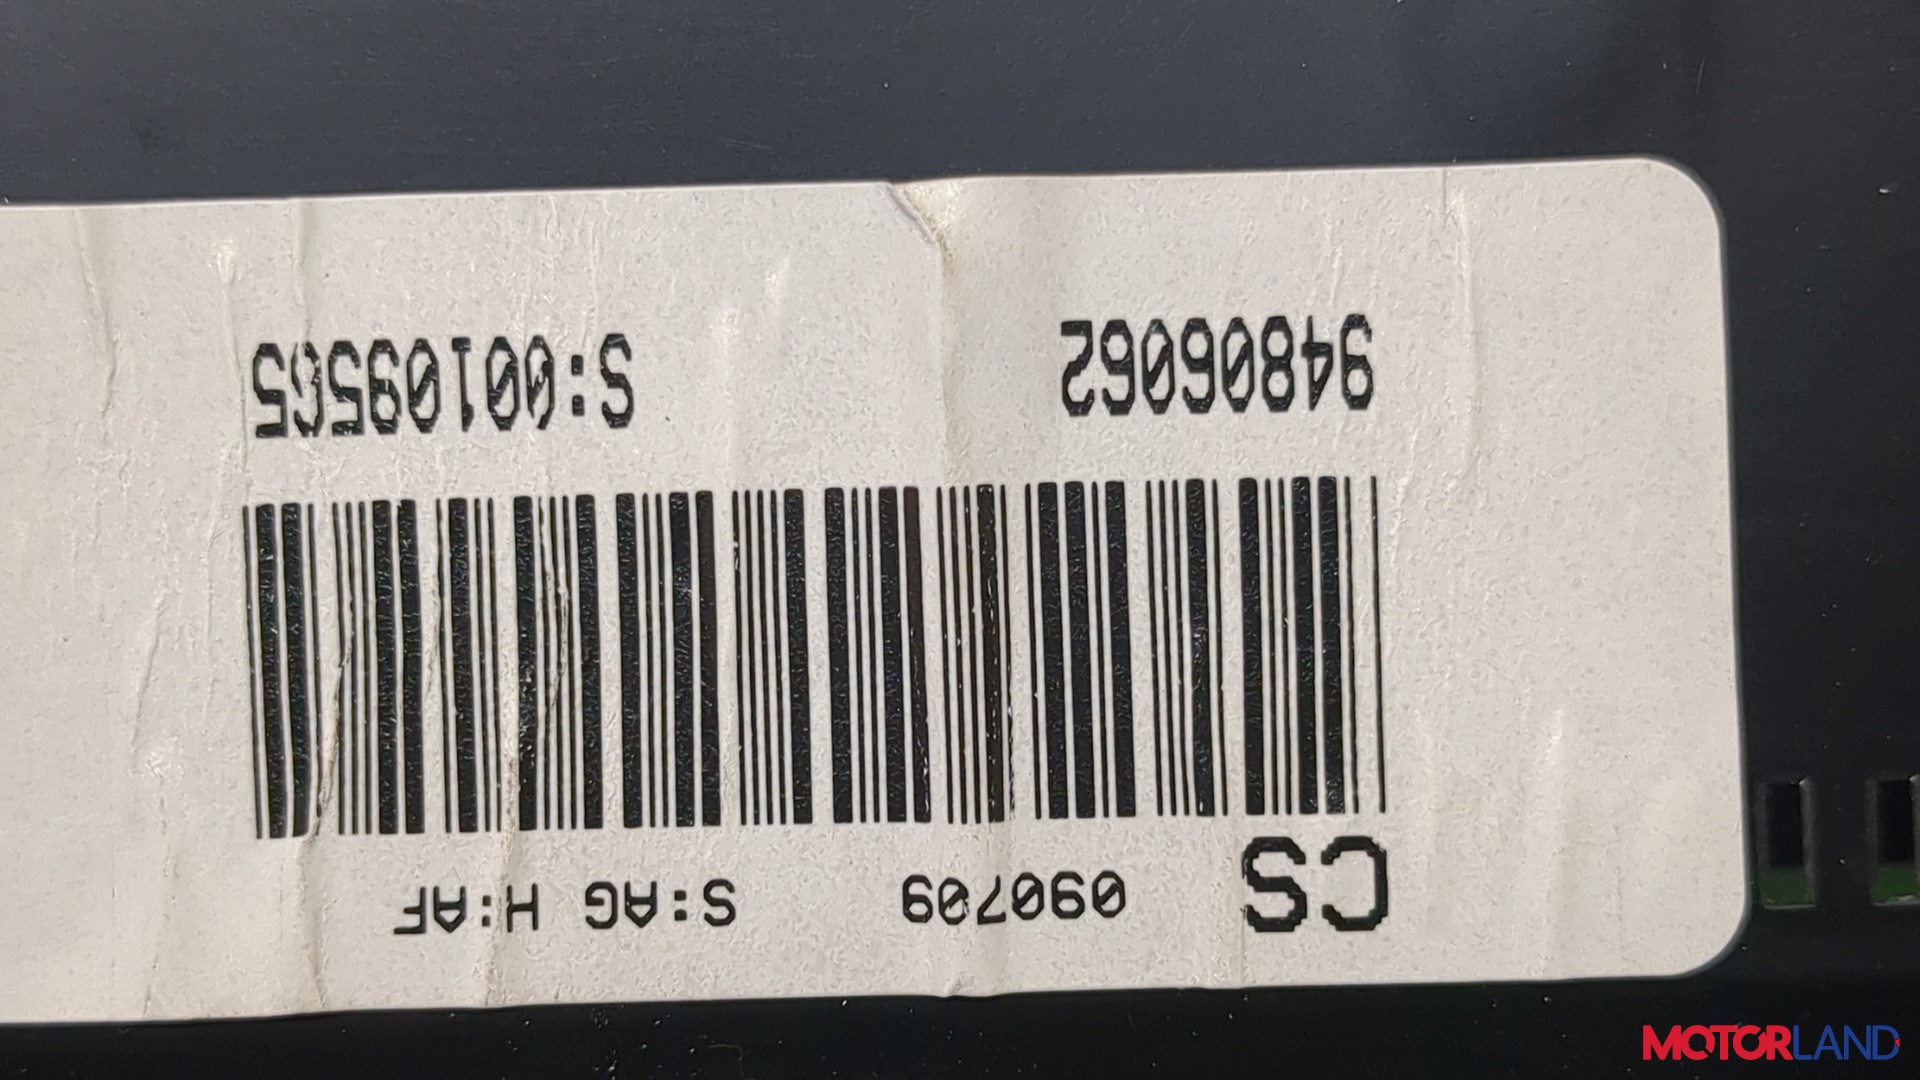 CS 090709 S:AG H:AF
94806062 S:00109565
MOTORLAND